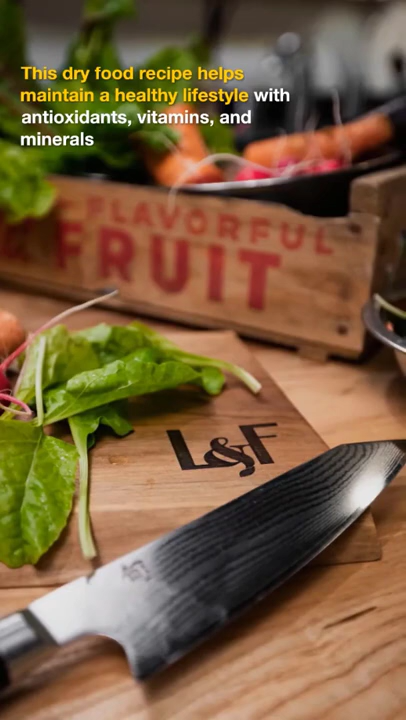 This dry food recipe helps
maintain a healthy lifestyle with
antioxidants, vitamins, and
minerals
FLAVORFUL
& FRUIT
L&F